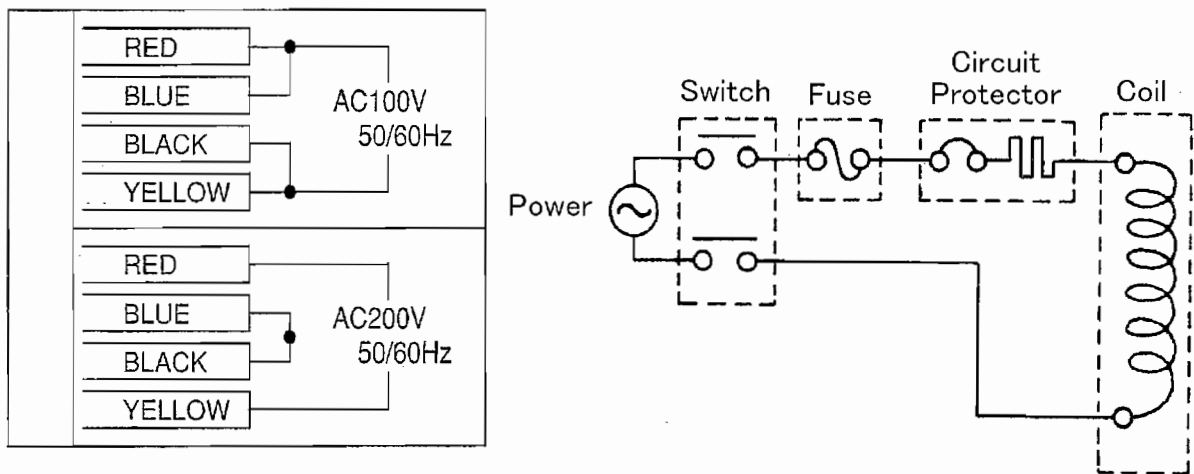 RED
BLUE
BLACK
YELLOW
AC100V
50/60Hz
RED
BLUE
BLACK
YELLOW
AC200V
50/60Hz
Switch
Fuse
Circuit
Protector
Coil
Power